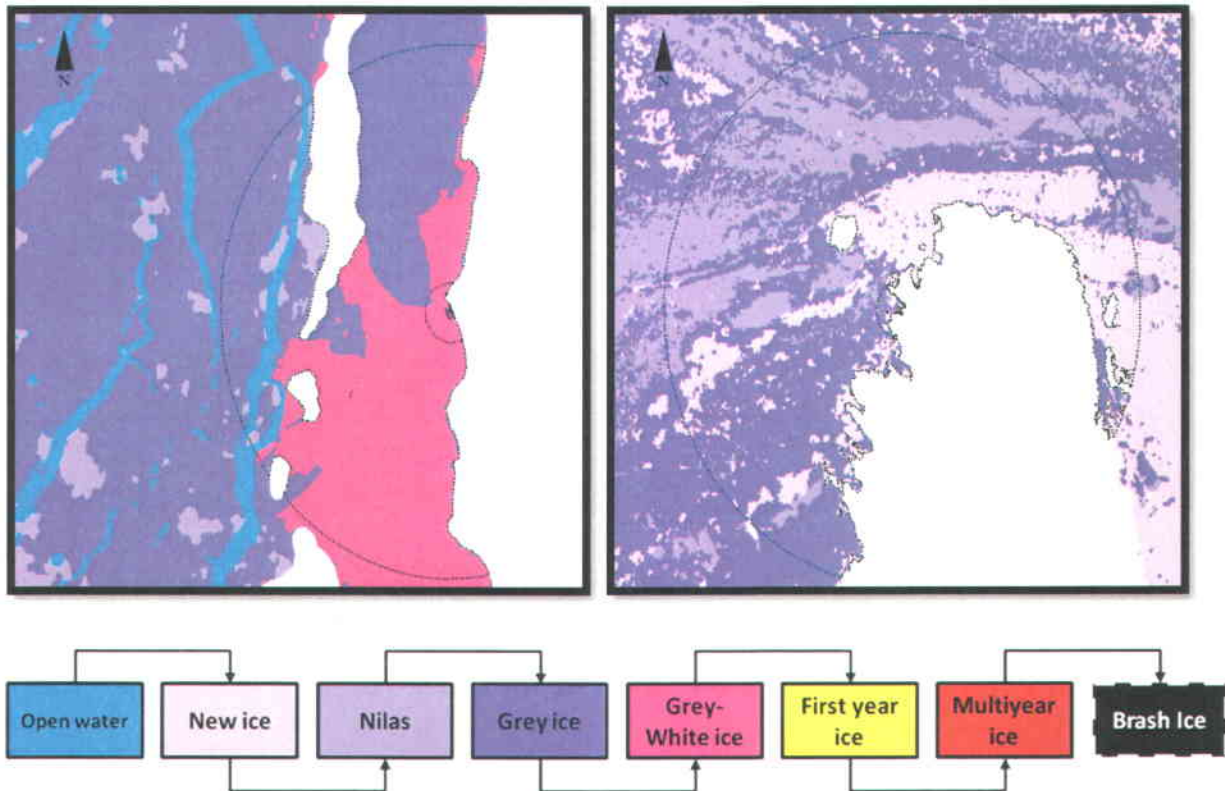 N
N
Open water
New ice
Nilas
Grey ice
Grey-
White ice
First year
ice
Multiyear
ice
Brash Ice